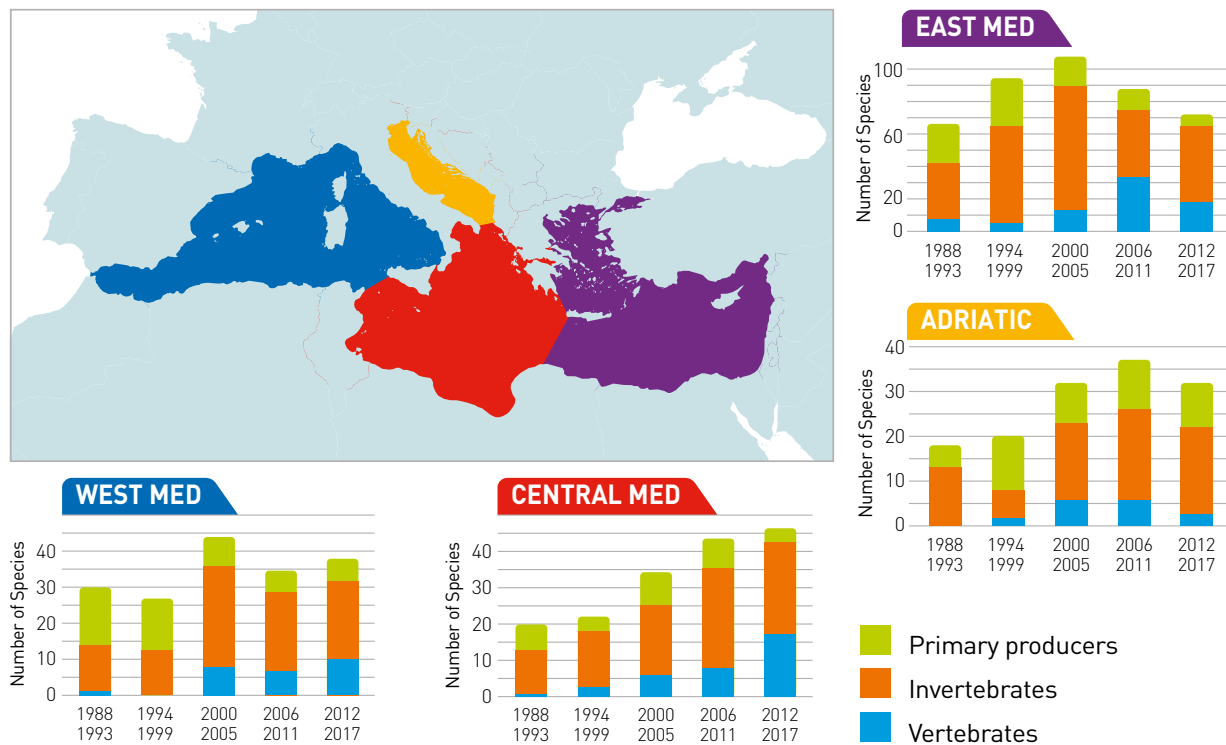 EAST MED
Number of Species
100
60
20
0
1988 1994 2000 2006 2012
1993 1999 2005 2011 2017
ADRIATIC
Number of Species
40
30
20
10
0
1988 1994 2000 2006 2012
1993 1999 2005 2011 2017
WEST MED
Number of Species
40
30
20
10
0
1988 1994 2000 2006 2012
1993 1999 2005 2011 2017
CENTRAL MED
Number of Species
40
30
20
10
0
1988 1994 2000 2006 2012
1993 1999 2005 2011 2017
Primary producers
Invertebrates
Vertebrates